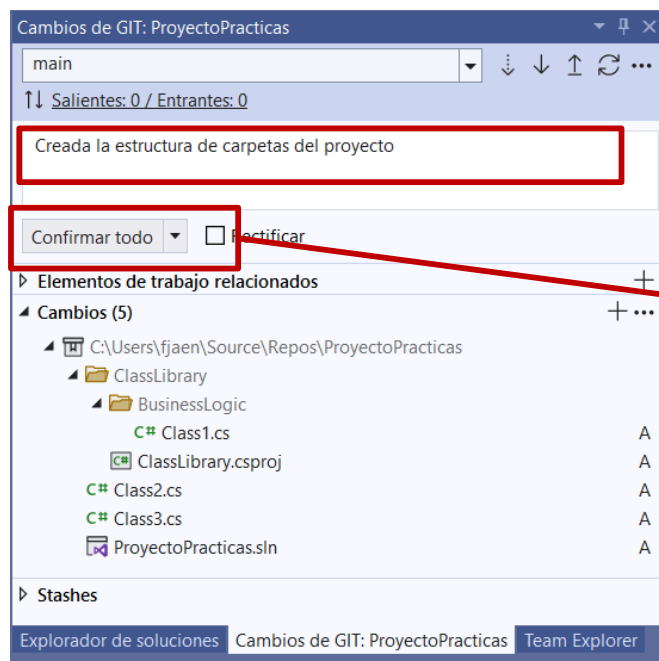 Cambios de GIT: ProyectoPracticas
main
Salientes: 0 / Entrantes: 0
Creada la estructura de carpetas del proyecto
Confirmar todo Rectificar
Elementos de trabajo relacionados
Cambios (5)
C:\Users\fjaen\Source\Repos\ProyectoPracticas
ClassLibrary
BusinessLogic
C# Class1.cs A
C# ClassLibrary.csproj A
C# Class2.cs A
C# Class3.cs A
ProyectoPracticas.sln A
Stashes
Explorador de soluciones Cambios de GIT: ProyectoPracticas Team Explorer